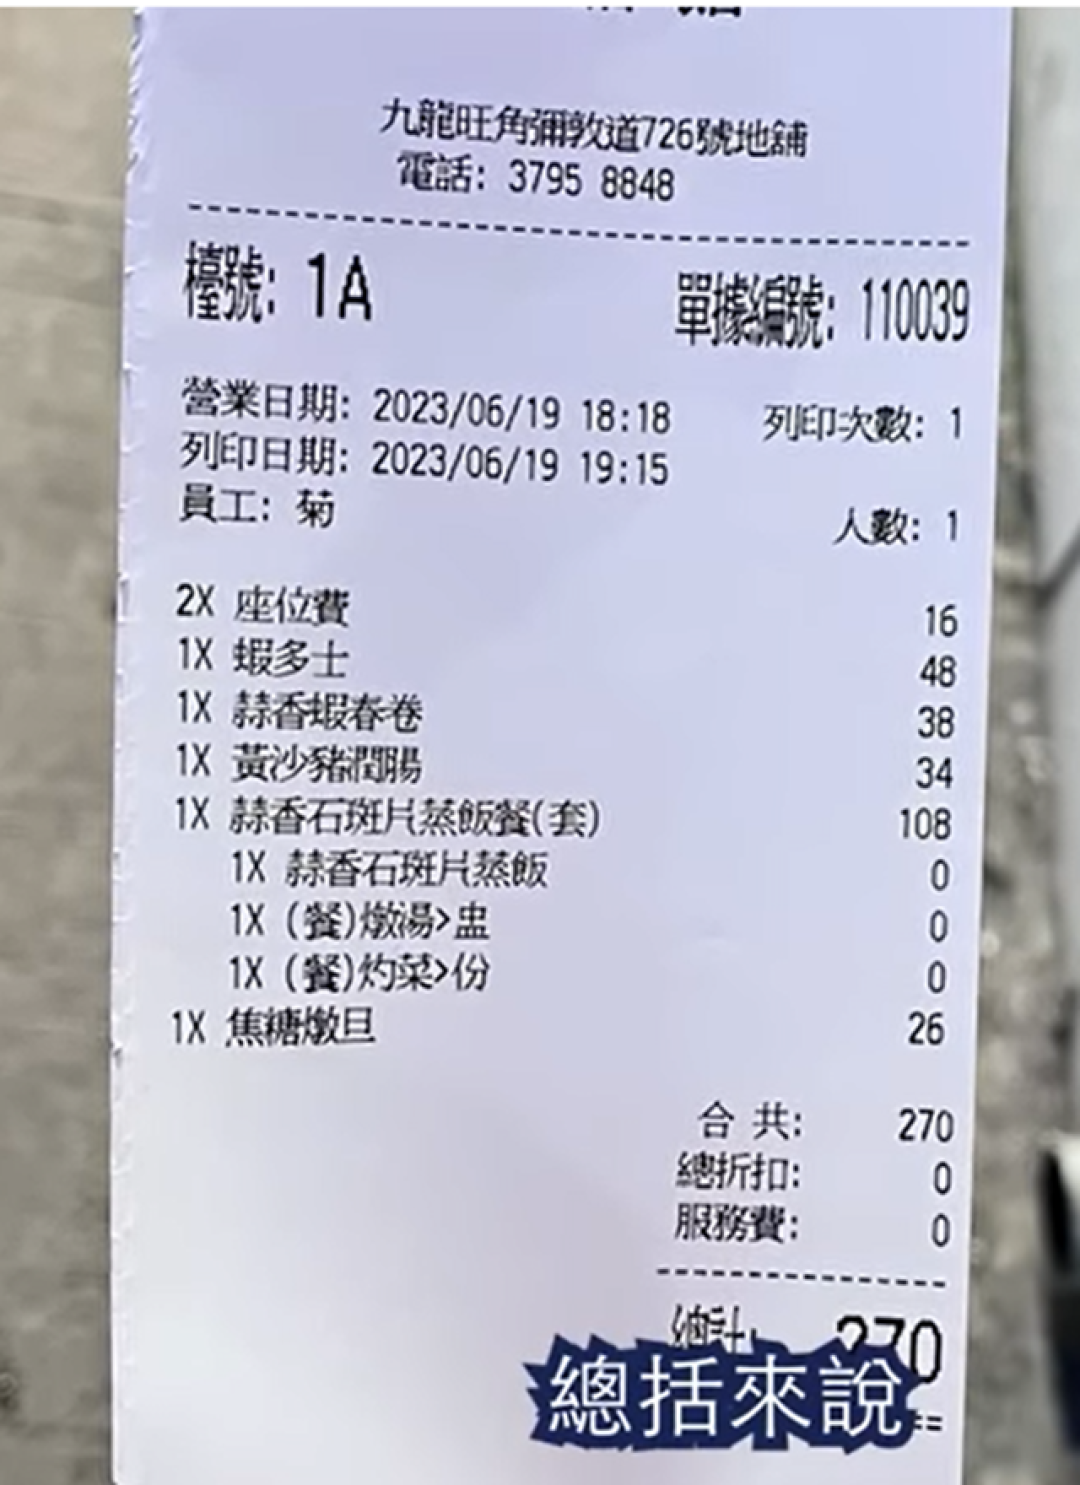 九龍旺角彌敦道726號地舖
電話: 3795 8848
檯號: 1A 單據編號: 110039
營業日期: 2023/06/19 18:18 列印次數: 1
列印日期: 2023/06/19 19:15
員工: 菊 人數: 1
2X 座位費 16
1X 蝦多士 48
1X 蒜香蝦春卷 38
1X 黃沙豬潤腸 34
1X 蒜香石斑片蒸飯餐(套) 108
1X 蒜香石斑片蒸飯 0
1X (餐)燉湯>盅 0
1X (餐)灼菜>份 0
1X 焦糖燉旦 26
合 共: 270
總折扣: 0
服務費: 0
總計: 270
總括來說